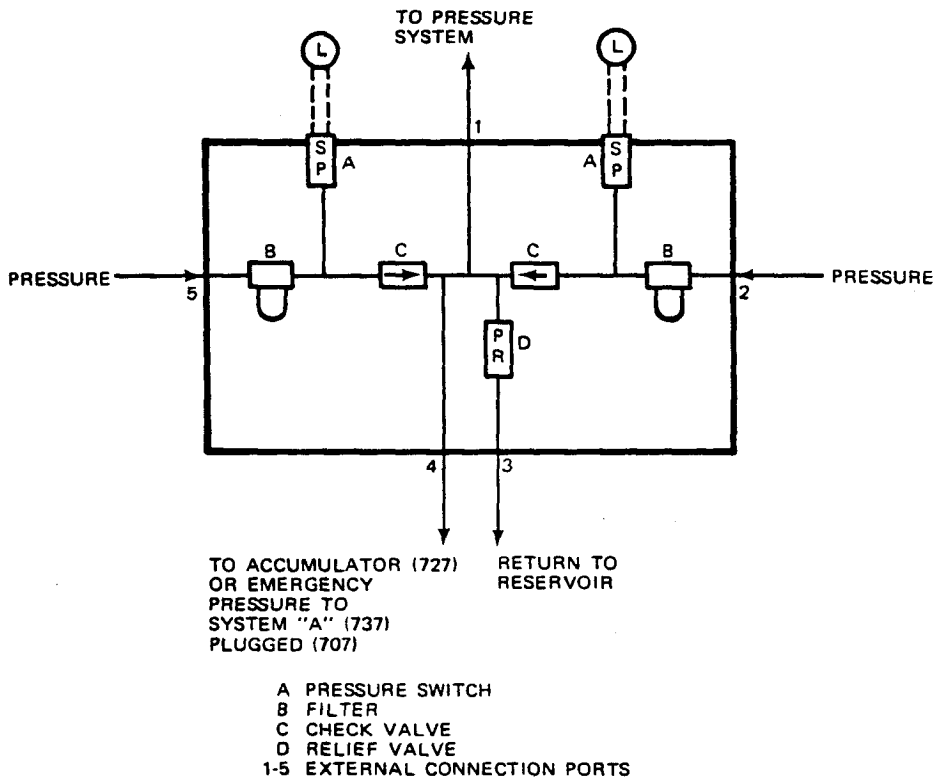 TO PRESSURE
SYSTEM
L
L
1
S
P
A
A
S
P
B
C
C
B
PRESSURE
5
2
PRESSURE
P
R
D
4
3
TO ACCUMULATOR (727)
OR EMERGENCY
PRESSURE TO
SYSTEM "A" (737)
PLUGGED (707)
RETURN TO
RESERVOIR
A PRESSURE SWITCH
B FILTER
C CHECK VALVE
D RELIEF VALVE
1-5 EXTERNAL CONNECTION PORTS